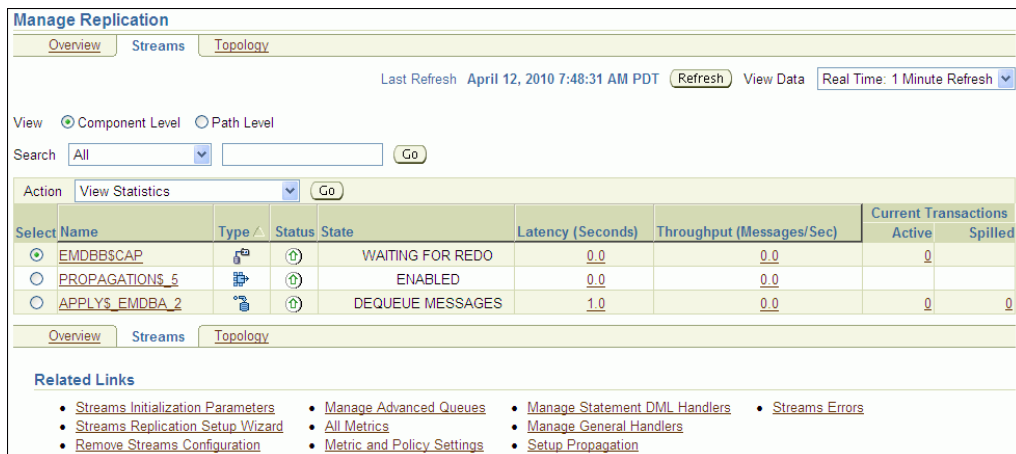 Manage Replication
Overview Streams Topology
Last Refresh April 12, 2010 7:48:31 AM PDT Refresh View Data Real Time: 1 Minute Refresh
View Component Level Path Level
Search All Go
Action View Statistics Go
Current Transactions
Select Name Type Status State Latency (Seconds) Throughput (Messages/Sec) Active Spilled
EMDBB$CAP WAITING FOR REDO 0.0 0.0 0
PROPAGATION$_5 ENABLED 0.0 0.0
APPLY$_EMDBA_2 DEQUEUE MESSAGES 1.0 0.0 0 0
Overview Streams Topology
Related Links
• Streams Initialization Parameters • Manage Advanced Queues • Manage Statement DML Handlers • Streams Errors
• Streams Replication Setup Wizard • All Metrics • Manage General Handlers
• Remove Streams Configuration • Metric and Policy Settings • Setup Propagation